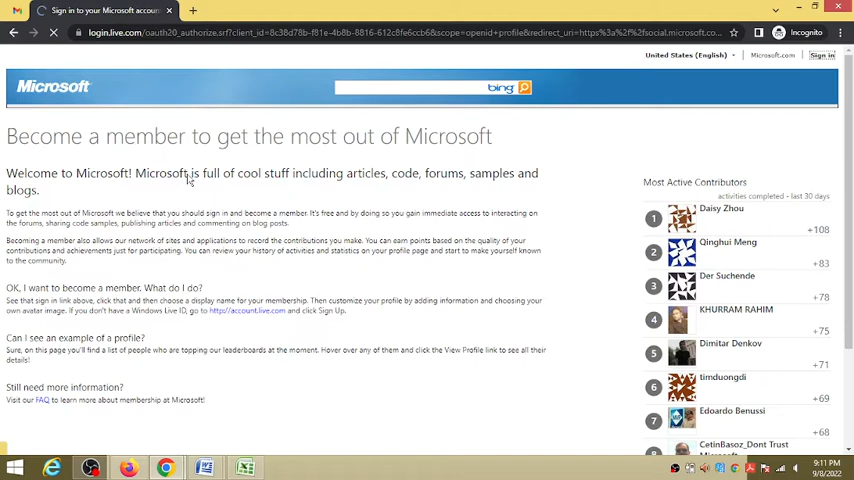 Sign in to your Microsoft accoun
login.live.com/oauth20_authorize.srf?client_id=8c38d78b-f81e-4b8b-8816-612c8fe6ccb6&scope=openid+profile&redirect_uri=https%3a%2f%2fsocial.microsoft.co...
Incognito
United States (English)
Microsoft.com
Sign in
Microsoft
bing
Become a member to get the most out of Microsoft
Welcome to Microsoft! Microsoft is full of cool stuff including articles, code, forums, samples and
blogs.
To get the most out of Microsoft we believe that you should sign in and become a member. It's free and by doing so you gain immediate access to interacting on
the forums, sharing code samples, publishing articles and commenting on blog posts.
Becoming a member also allows our network of sites and applications to record the contributions you make. You can earn points based on the quality of your
contributions and achievements just for participating. You can review your history of activities and statistics on your profile page and start to make yourself known
to the community.
OK, I want to become a member. What do I do?
See that sign in link above, click that and then choose a display name for your membership. Then customize your profile by adding information and choosing your
own avatar image. If you don't have a Windows Live ID, go to http://account.live.com and click Sign Up.
Can I see an example of a profile?
Sure, on this page you'll find a list of people who are topping our leaderboards at the moment. Hover over any of them and click the View Profile link to see all their
details!
Still need more information?
Visit our FAQ to learn more about membership at Microsoft!
Most Active Contributors
activities completed - last 30 days
1 Daisy Zhou
+108
2 Qinghui Meng
+83
3 Der Suchende
+78
4 KHURRAM RAHIM
+75
5 Dimitar Denkov
+71
6 timduongdi
+69
7 Edoardo Benussi
+68
8 CetinBasoz_Dont Trust
Microsoft
9:11 PM
9/8/2022